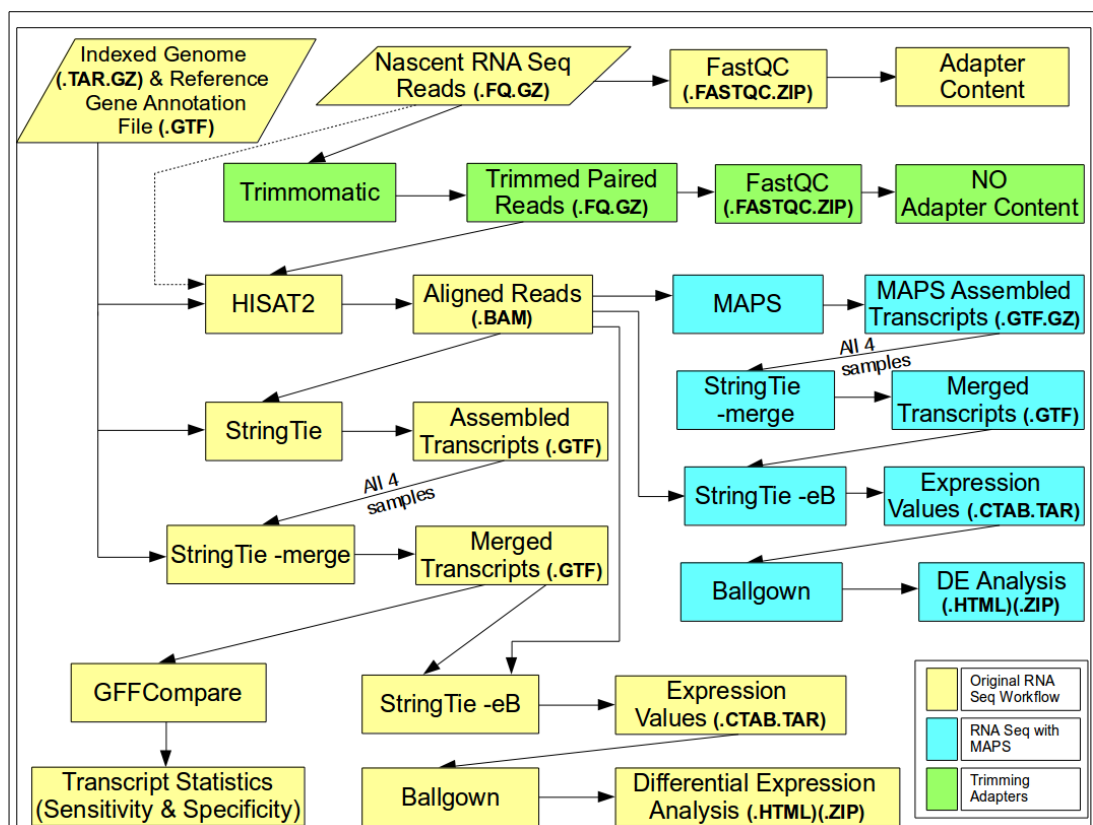 Indexed Genome
(.TAR.GZ) & Reference
Gene Annotation
File (.GTF)
Nascent RNA Seq
Reads (.FQ.GZ)
FastQC
(.FASTQC.ZIP)
Adapter
Content
Trimmomatic
Trimmed Paired
Reads (.FQ.GZ)
FastQC
(.FASTQC.ZIP)
NO
Adapter Content
HISAT2
Aligned Reads
(.BAM)
MAPS
MAPS Assembled
Transcripts (.GTF.GZ)
All 4
samples
StringTie
-merge
Merged
Transcripts (.GTF)
StringTie
Assembled
Transcripts (.GTF)
All 4
samples
StringTie -eB
Expression
Values (.CTAB.TAR)
StringTie -merge
Merged
Transcripts (.GTF)
Ballgown
DE Analysis
(.HTML)(.ZIP)
GFFCompare
StringTie -eB
Expression
Values (.CTAB.TAR)
Transcript Statistics
(Sensitivity & Specificity)
Ballgown
Differential Expression
Analysis (.HTML)(.ZIP)
Original RNA
Seq Workflow
RNA Seq with
MAPS
Trimming
Adapters